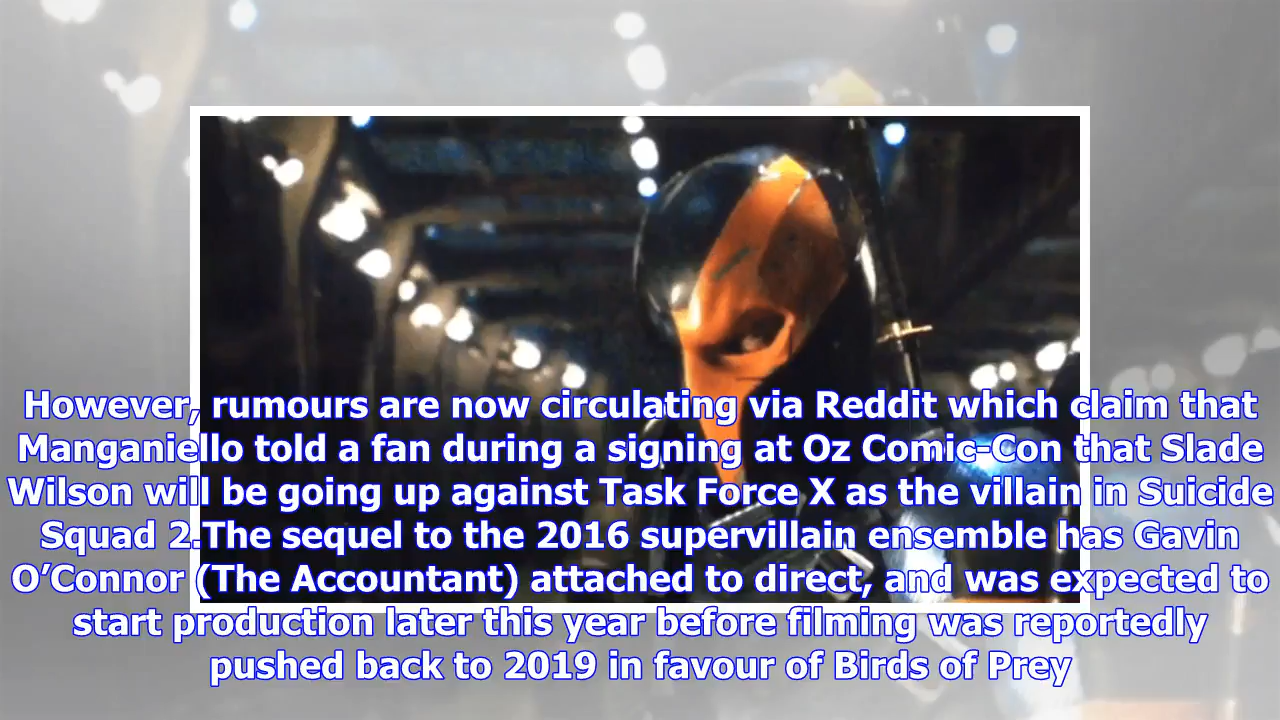 However, rumours are now circulating via Reddit which claim that
Manganiello told a fan during a signing at Oz Comic-Con that Slade
Wilson will be going up against Task Force X as the villain in Suicide
Squad 2.The sequel to the 2016 supervillain ensemble has Gavin
O’Connor (The Accountant) attached to direct, and was expected to
start production later this year before filming was reportedly
pushed back to 2019 in favour of Birds of Prey